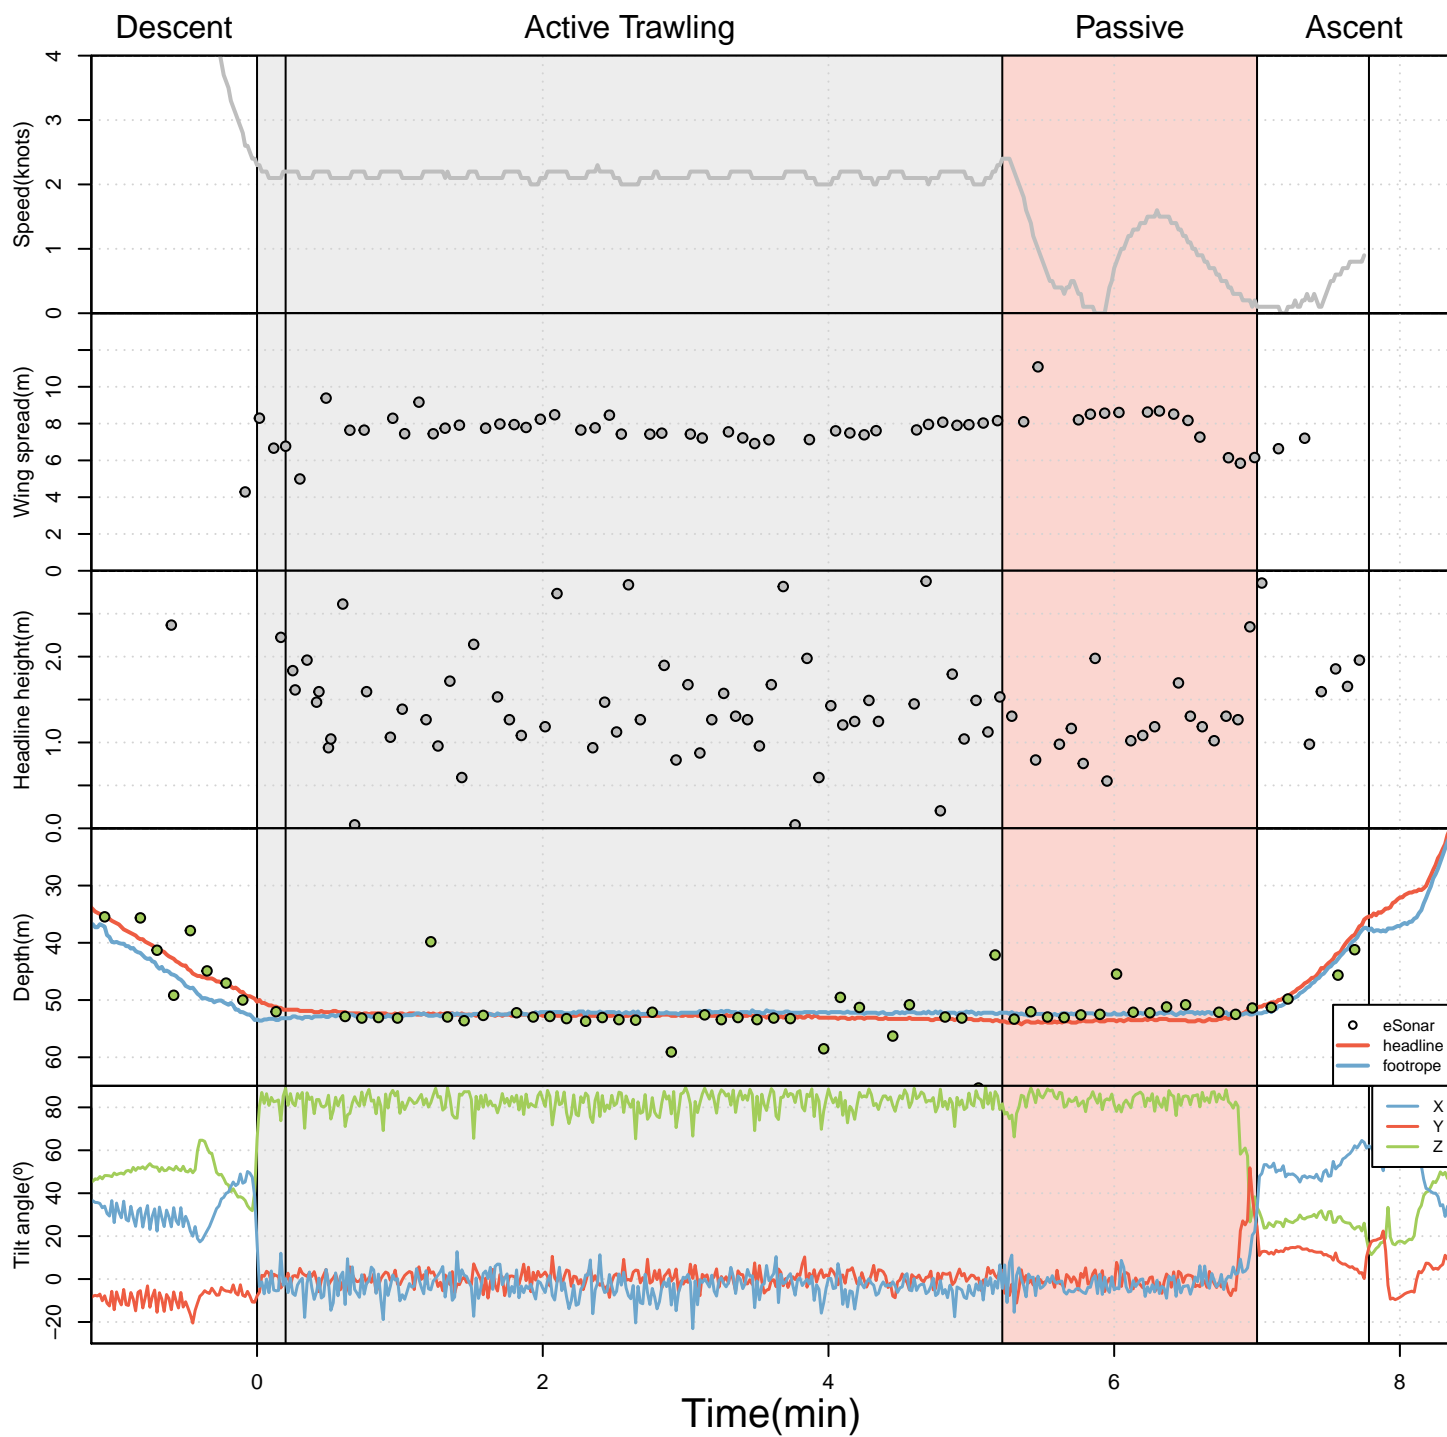 Descent Active Trawling Passive Ascent
Speed(knots)
4
3
2
1
0
Wing spread(m)
10
8
6
4
2
0
Headline height(m)
2.0
1.0
0.0
Depth(m)
30
40
50
60
eSonar
headline
footrope
Tilt angle(º)
80
60
40
20
0
−20
X
Y
Z
0 2 4 6 8
Time(min)